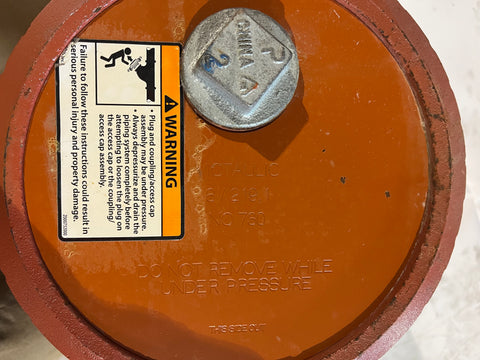 WARNING
• Plug and coupling/access cap
assembly may be under pressure.
• Always depressurize and drain the
piping system completely before
attempting to loosen the plug on
the access cap or the coupling/
access cap assembly.
Failure to follow these instructions could result in
serious personal injury and property damage.
P
CHINA A
2
DO NOT REMOVE WHILE
UNDER PRESSURE
THIS SIDE OUT